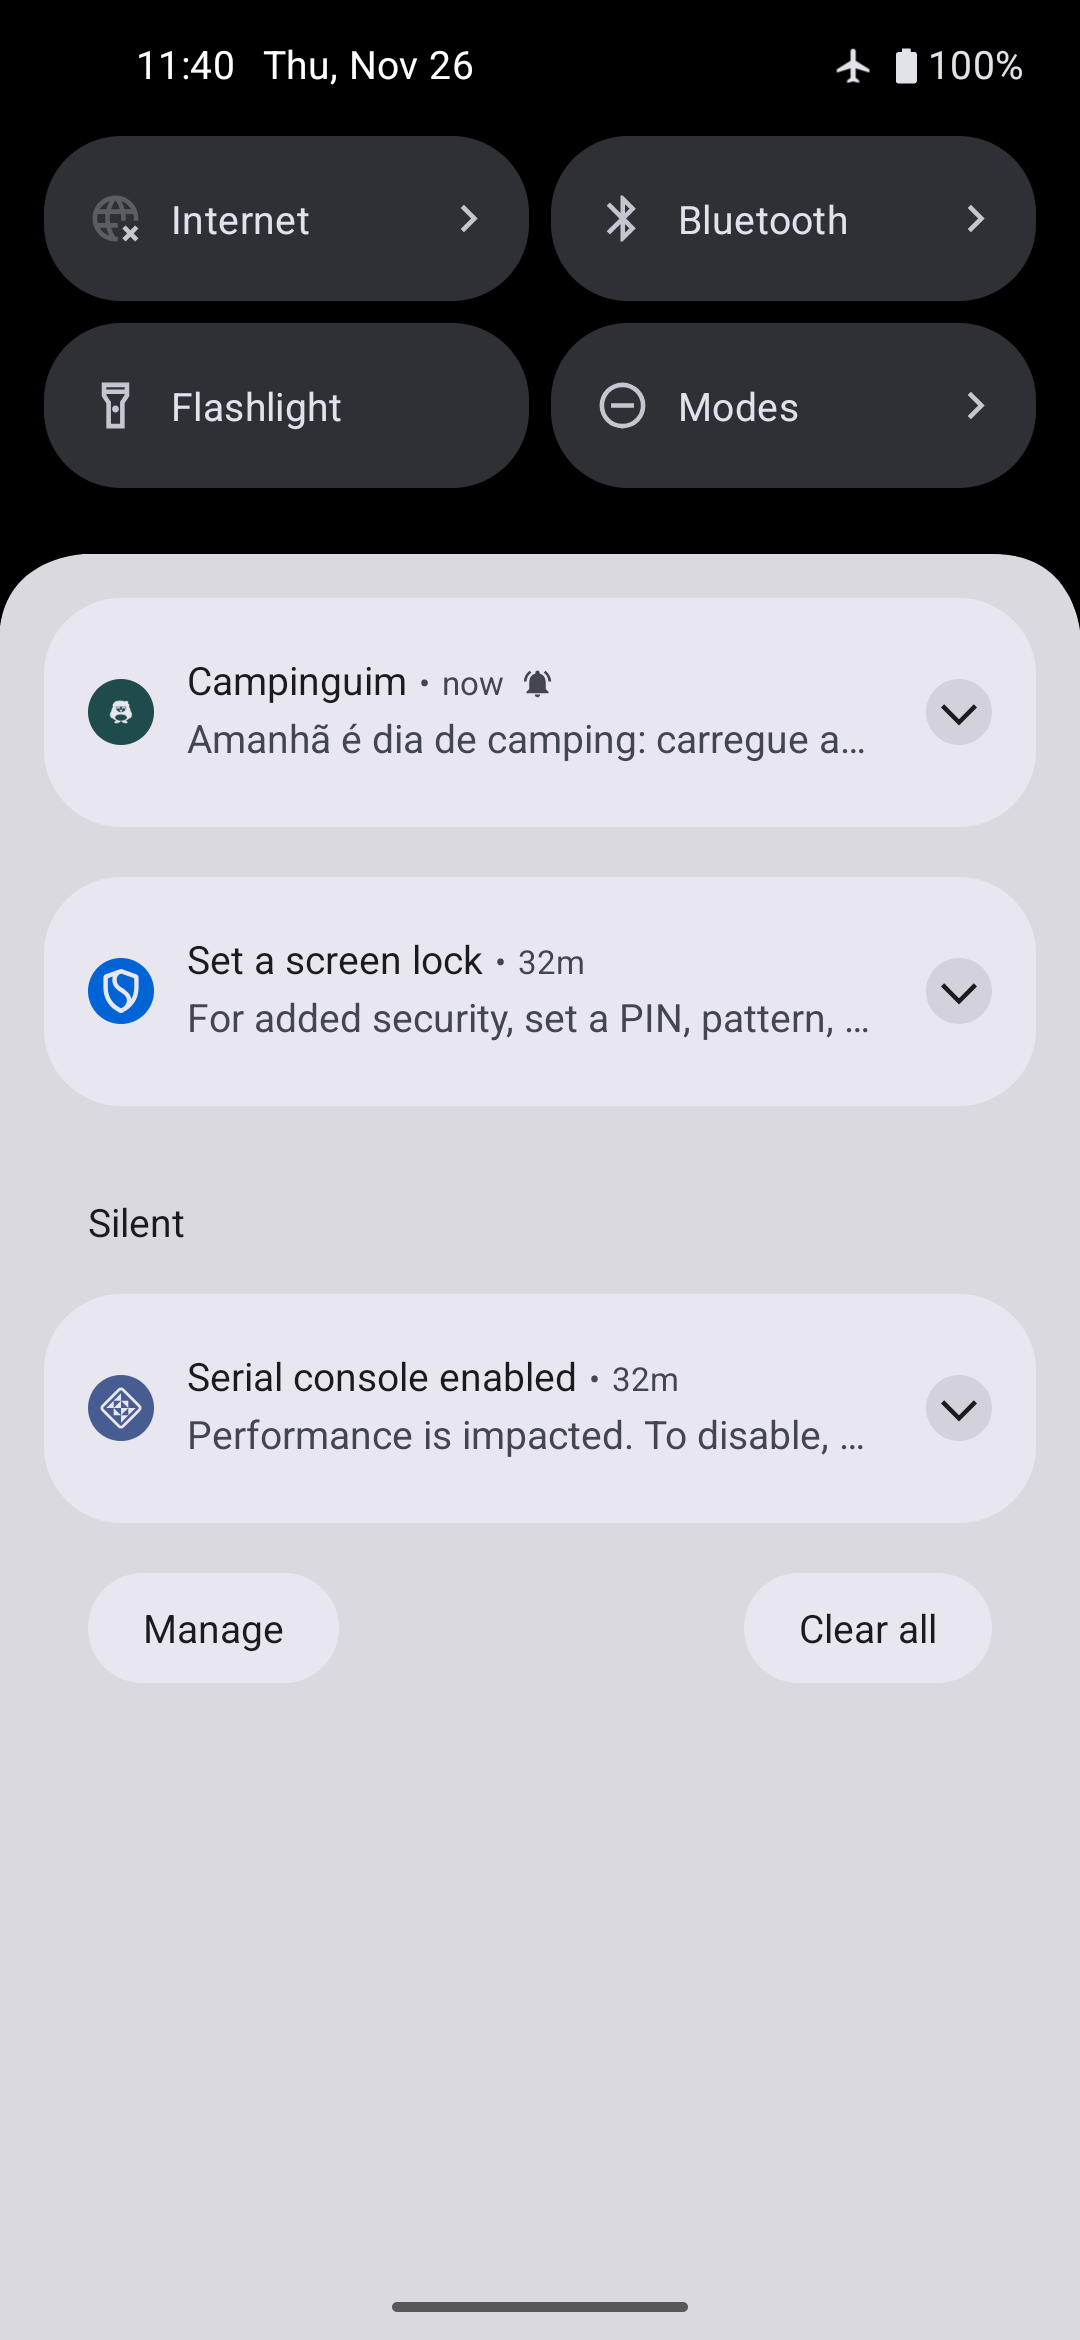 11:40 Thu, Nov 26 100%
Internet
Bluetooth
Flashlight
Modes
Campinguim • now
Amanhã é dia de camping: carregue a…
Set a screen lock • 32m
For added security, set a PIN, pattern, …
Silent
Serial console enabled • 32m
Performance is impacted. To disable, …
Manage
Clear all